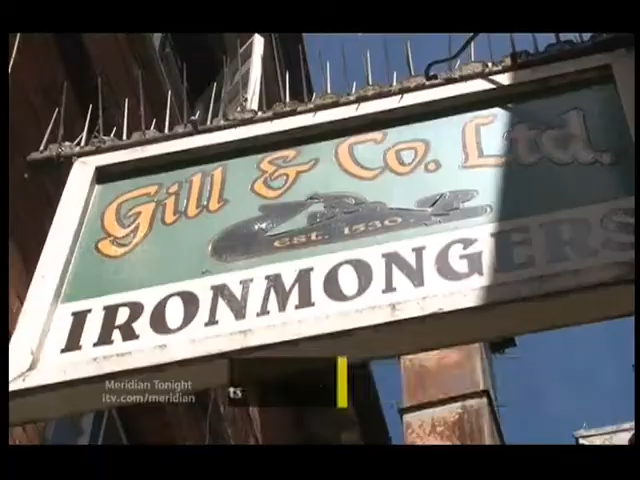 Gill & Co. Ltd.
EST. 1530
IRONMONGERS
Meridian Tonight
itv.com/meridian